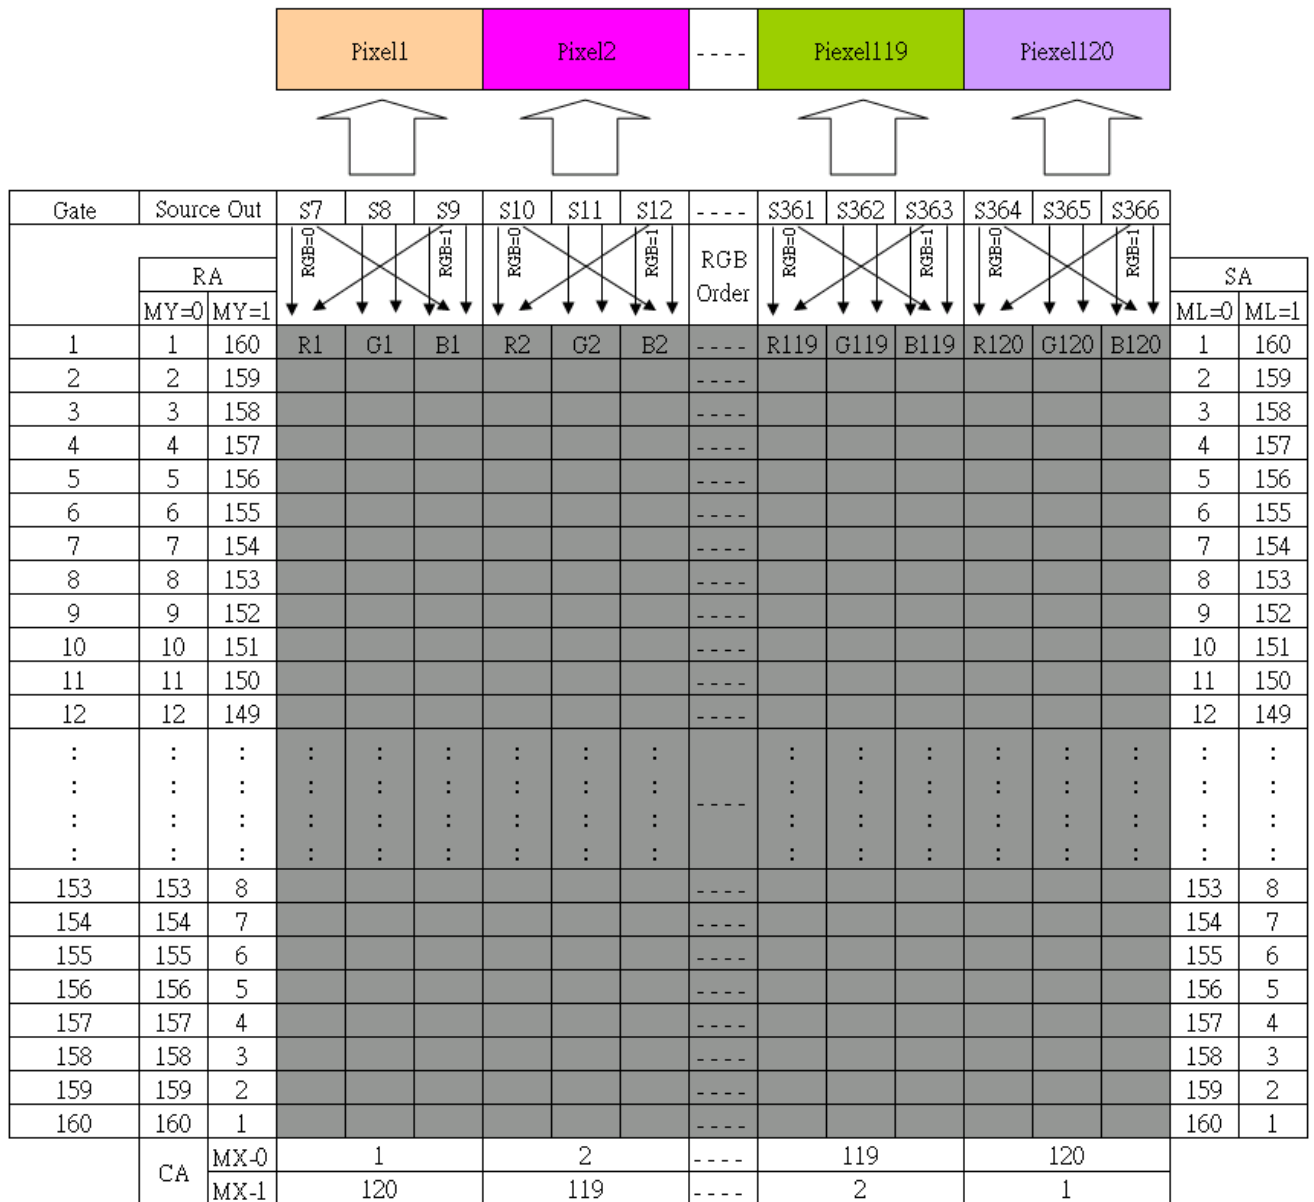 Pixel1 Pixel2 ---- Piexel119 Piexel120
Gate Source Out S7 S8 S9 S10 S11 S12 ---- S361 S362 S363 S364 S365 S366
RGB=0 RGB=1 RGB=0 RGB=1 RGB Order RGB=0 RGB=1 RGB=0 RGB=1
RA SA
MY=0 MY=1 ML=0 ML=1
1 1 160 R1 G1 B1 R2 G2 B2 ---- R119 G119 B119 R120 G120 B120 1 160
2 2 159 ---- 2 159
3 3 158 ---- 3 158
4 4 157 ---- 4 157
5 5 156 ---- 5 156
6 6 155 ---- 6 155
7 7 154 ---- 7 154
8 8 153 ---- 8 153
9 9 152 ---- 9 152
10 10 151 ---- 10 151
11 11 150 ---- 11 150
12 12 149 ---- 12 149
: : : : : : : : : ---- : : : : : : : :
: : : : : : : : : : : : : : : : :
: : : : : : : : : : : : : : : : :
: : : : : : : : : : : : : : : : :
153 153 8 ---- 153 8
154 154 7 ---- 154 7
155 155 6 ---- 155 6
156 156 5 ---- 156 5
157 157 4 ---- 157 4
158 158 3 ---- 158 3
159 159 2 ---- 159 2
160 160 1 ---- 160 1
CA MX-0 1 2 ---- 119 120
MX-1 120 119 ---- 2 1